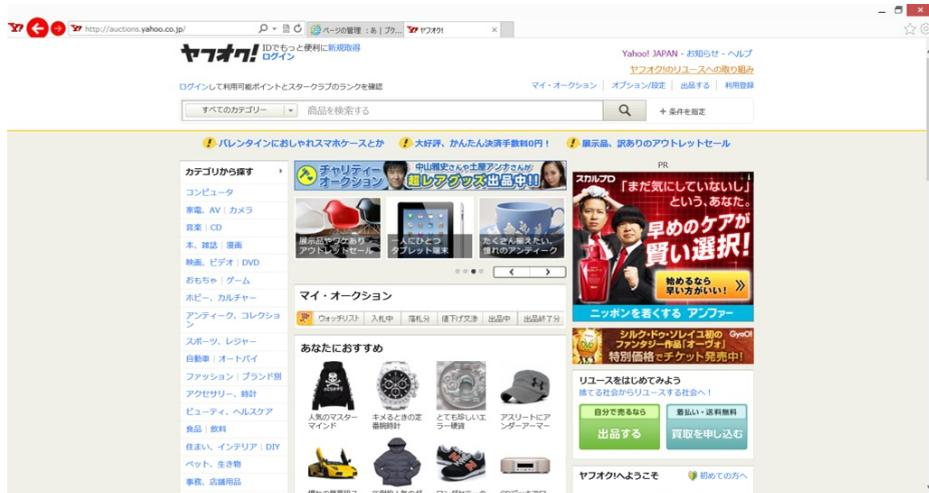 http://auctions.yahoo.co.jp/
ページの管理 : あ | ブク...
ヤフオク!
ヤフオク!
IDでもっと便利に新規取得
ログイン
Yahoo! JAPAN - お知らせ - ヘルプ
ヤフオク!のリユースへの取り組み
ログインして利用可能ポイントとスタークラブのランクを確認
マイ・オークション | オプション/設定 | 出品する | 利用登録
すべてのカテゴリー
商品を検索する
+ 条件を指定
バレンタインにおしゃれスマホケースとか
大好評、かんたん決済手数料0円!
展示品、訳ありのアウトレットセール
カテゴリから探す
コンピュータ
家電、AV | カメラ
音楽 | CD
本、雑誌 | 漫画
映画、ビデオ | DVD
おもちゃ | ゲーム
ホビー、カルチャー
アンティーク、コレクション
スポーツ、レジャー
自動車 | オートバイ
ファッション | ブランド別
アクセサリー、時計
ビューティ、ヘルスケア
食品 | 飲料
住まい、インテリア | DIY
ペット、生き物
事務、店舗用品
チャリティーオークション
中山雅史さんや土屋アンナさんが
超レアグッズ出品中!!
展示品やワケあり
アウトレットセール
一人にひとつ
タブレット端末
たくさん揃えたい、
憧れのアンティーク
マイ・オークション
ウォッチリスト
入札中
落札分
値下げ交渉
出品中
出品終了分
あなたにおすすめ
人気のマスターマインド
キメるときの定番腕時計
とても珍しいエラー硬貨
アスリートにアンダーアーマー
PR
スカルプD
「まだ気にしていないし」
という、あなた。
早めのケアが
賢い選択!
始めるなら
早い方がいい!
ニッポンを若くする アンファー
シルク・ドゥ・ソレイユ初の
ファンタジー作品「オーヴォ」
GyaO!
特別価格でチケット発売中!
リユースをはじめてみよう
捨てる社会からリユースする社会へ!
自分で売るなら
出品する
着払い・送料無料
買取を申し込む
ヤフオク!へようこそ
初めての方へ